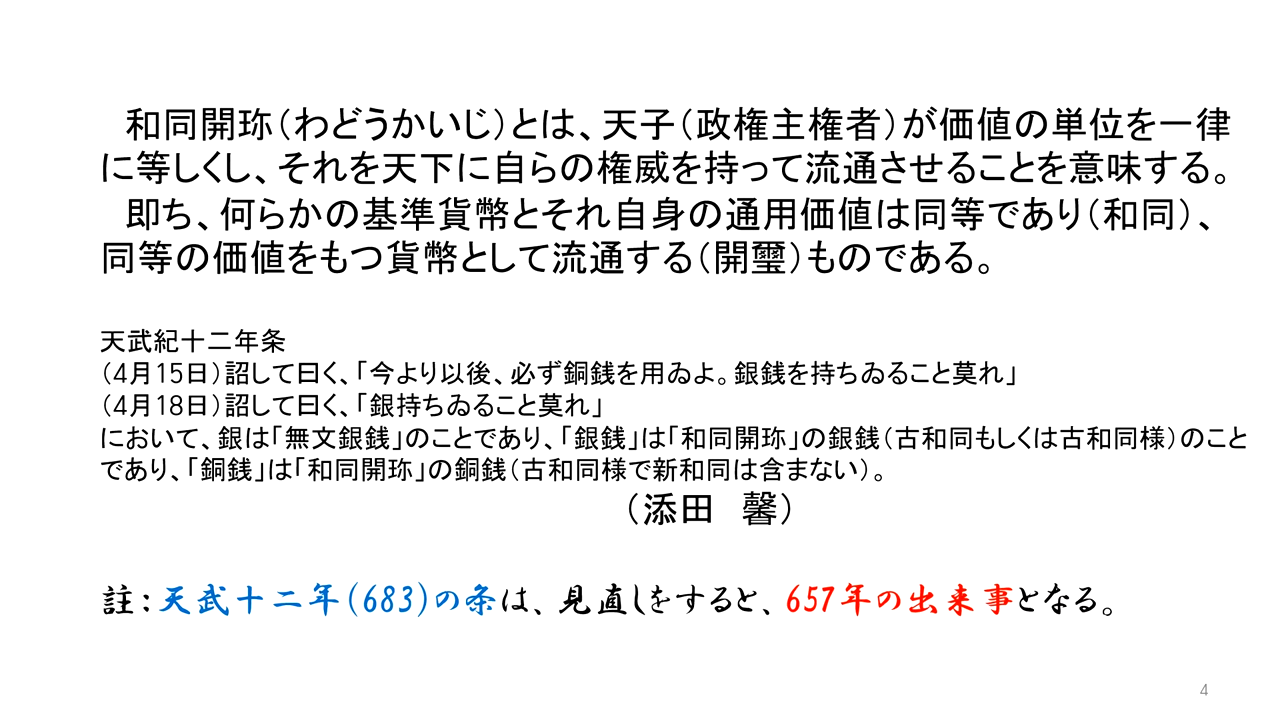 和同開珎（わどうかいじ）とは、天子（政権主権者）が価値の単位を一律
に等しくし、それを天下に自らの権威を持って流通させることを意味する。
即ち、何らかの基準貨幣とそれ自身の通用価値は同等であり（和同）、
同等の価値をもつ貨幣として流通する（開璽）ものである。
天武紀十二年条
（4月15日）詔して曰く、「今より以後、必ず銅銭を用ゐよ。銀銭を持ちゐること莫れ」
（4月18日）詔して曰く、「銀持ちゐること莫れ」
において、銀は「無文銀銭」のことであり、「銀銭」は「和同開珎」の銀銭（古和同もしくは古和同様）のこと
であり、「銅銭」は「和同開珎」の銅銭（古和同様で新和同は含まない）。
（添田　馨）
註：天武十二年(683)の条は、見直しをすると、657年の出来事となる。
4